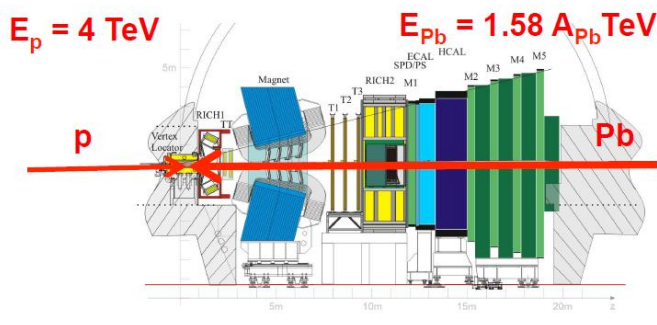 E_p = 4 TeV
E_Pb = 1.58 A_Pb TeV
HCAL
ECAL
SPD/PS
M5
M4
M3
M2
5m
Magnet
RICH2
M1
T3
T2
T1
RICH1
TT
p
Vertex
Locator
Pb
5m
10m
15m
20m
z